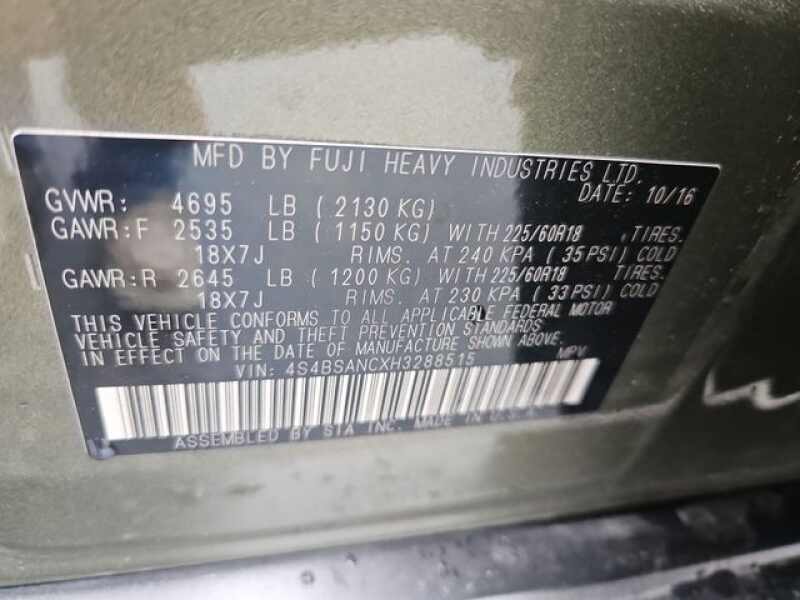 MFD BY FUJI HEAVY INDUSTRIES LTD.
DATE: 10/16
GVWR: 4695 LB ( 2130 KG)
GAWR:F 2535 LB ( 1150 KG) WITH 225/60R18 TIRES.
18X7J RIMS. AT 240 KPA ( 35 PSI) COLD
GAWR:R 2645 LB ( 1200 KG) WITH 225/60R18 TIRES.
18X7J RIMS. AT 230 KPA ( 33 PSI) COLD
THIS VEHICLE CONFORMS TO ALL APPLICABLE FEDERAL MOTOR
VEHICLE SAFETY AND THEFT PREVENTION STANDARDS
IN EFFECT ON THE DATE OF MANUFACTURE SHOWN ABOVE.
VIN: 4S4BSANCXH3288515 MPV
ASSEMBLED BY SIA INC. MADE IN U.S.A.